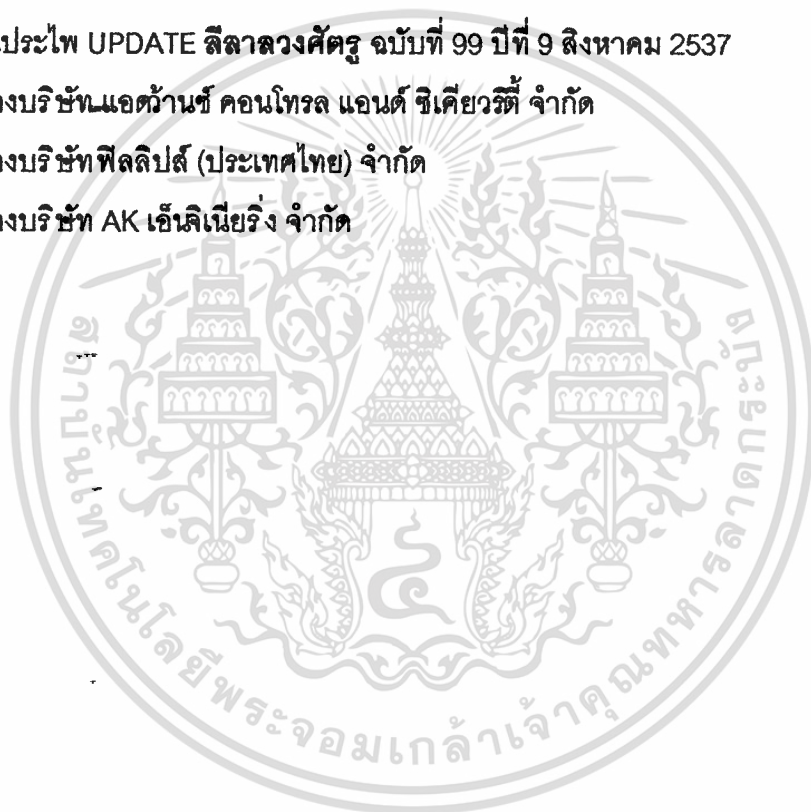 ประไพ UPDATE ลีลาลวงศัตรู ฉบับที่ 99 ปีที่ 9 สิงหาคม 2537
งบริษัทแอดว้านซ์ คอนโทรล แอนด์ ซิเคียวริตี้ จำกัด
งบริษัทฟิลลิปส์ (ประเทศไทย) จำกัด
งบริษัท AK เอ็นจิเนียริ่ง จำกัด
สถาบันเทคโนโลยีพระจอมเกล้าเจ้าคุณทหารลาดกระบัง